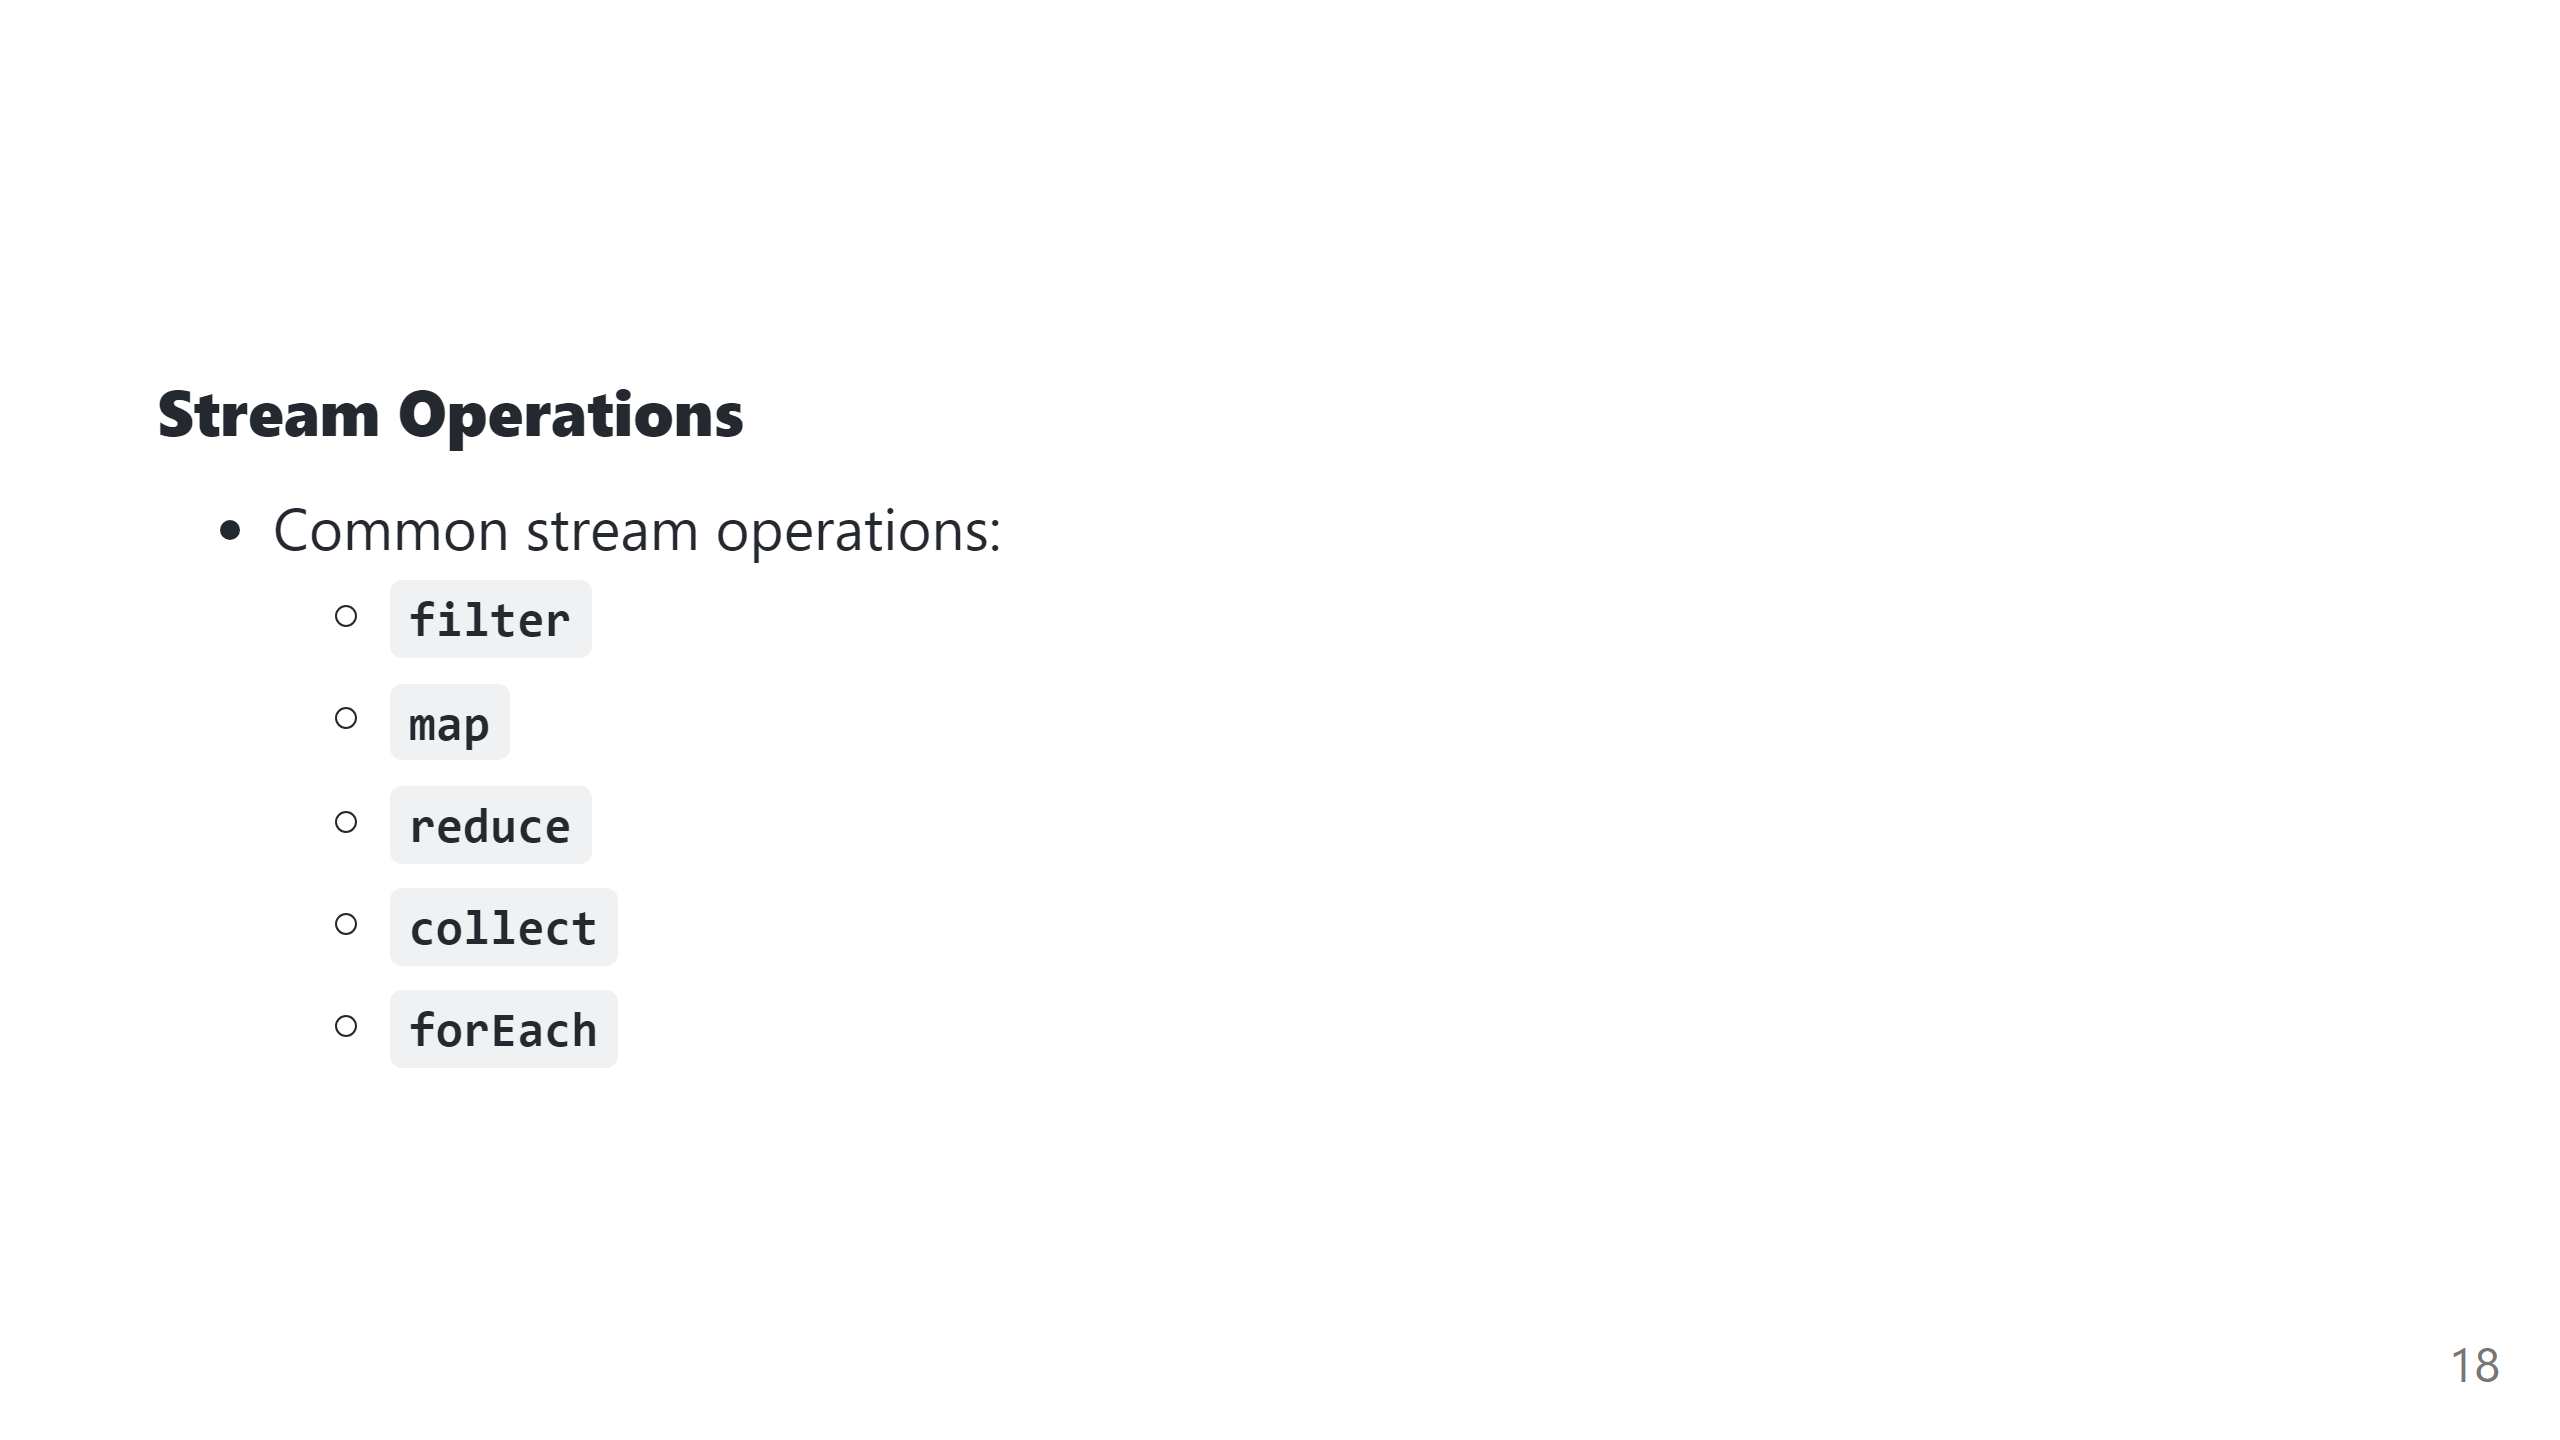 Stream Operations
Common stream operations:
filter
map
reduce
collect
forEach
18